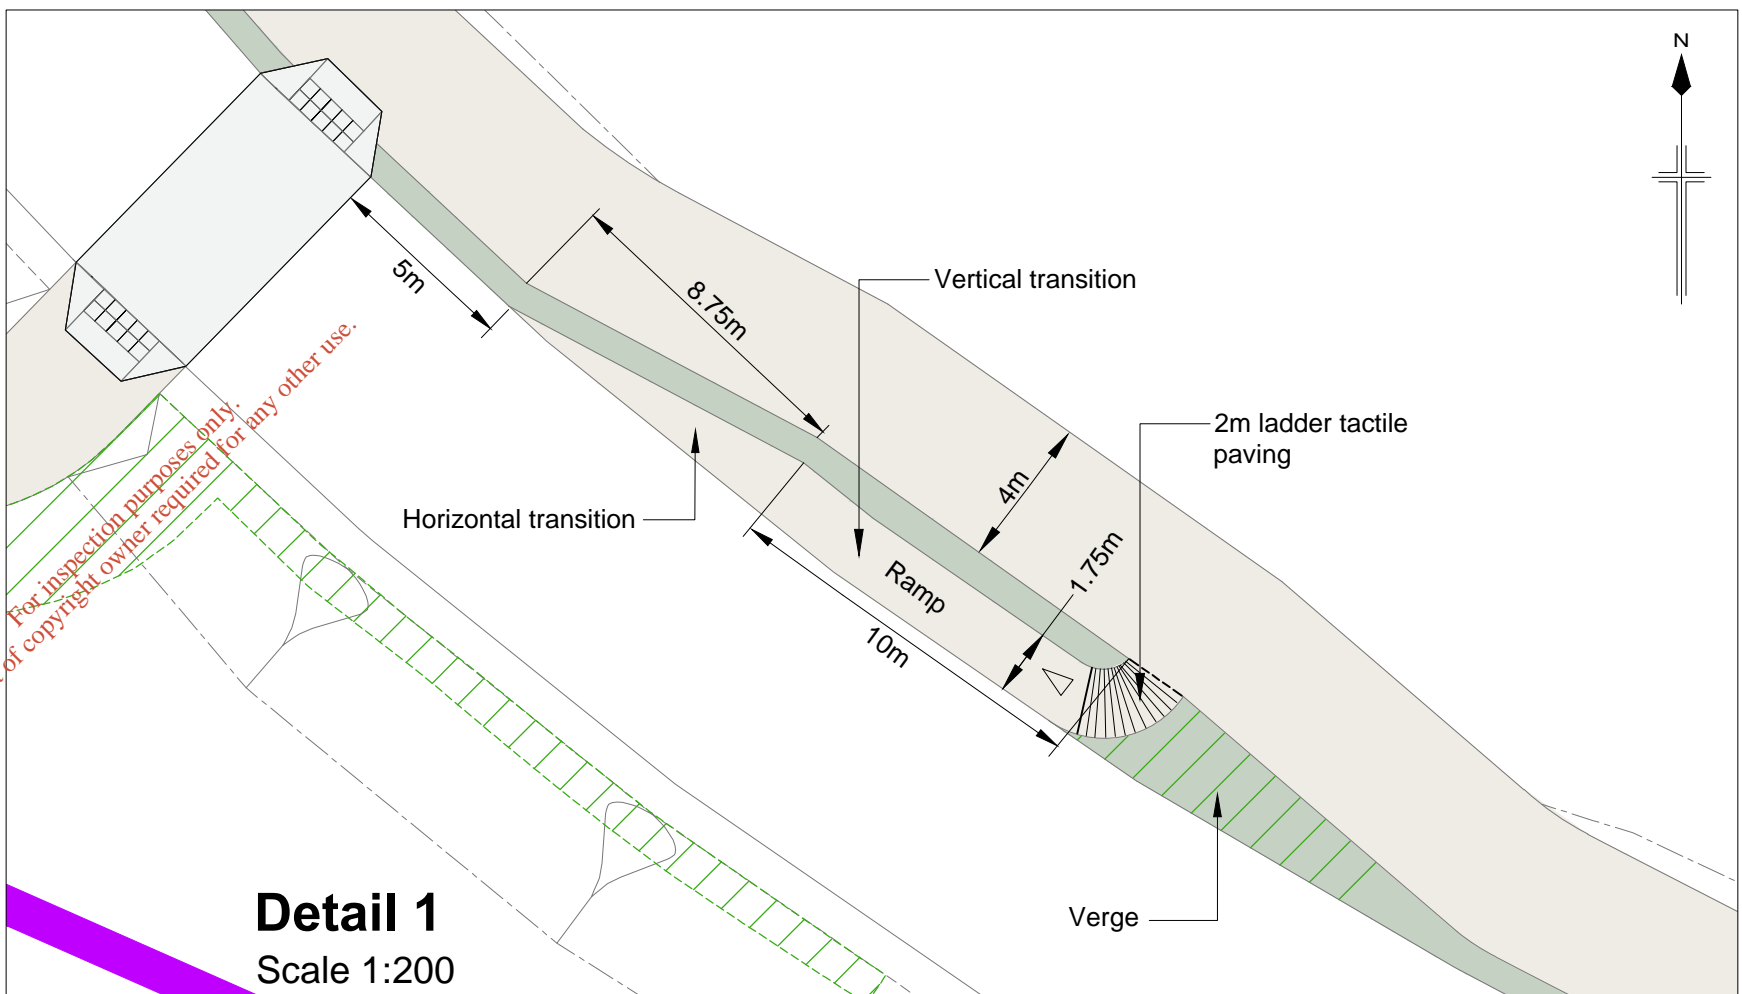 N
Vertical transition
5m
8.75m
2m ladder tactile
paving
4m
Horizontal transition
1.75m
Ramp
10m
For inspection purposes only.
of copyright owner required for any other use.
Verge
Detail 1
Scale 1:200